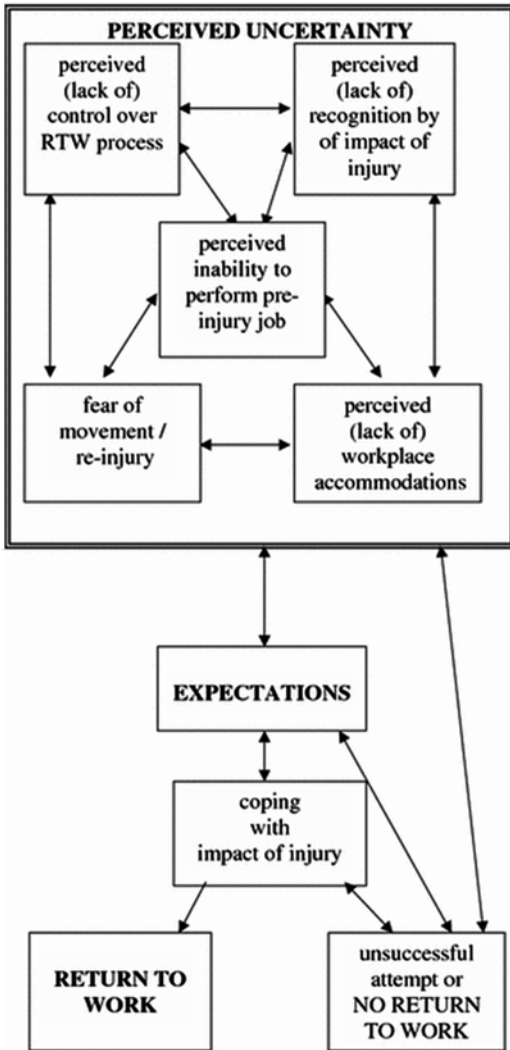 PERCEIVED UNCERTAINTY
perceived
(lack of)
control over
RTW process
perceived
(lack of)
recognition by
of impact of
injury
perceived
inability to
perform pre-
injury job
fear of
movement /
re-injury
perceived
(lack of)
workplace
accommodations
EXPECTATIONS
coping
with
impact of injury
RETURN TO
WORK
unsuccessful
attempt or
NO RETURN
TO WORK